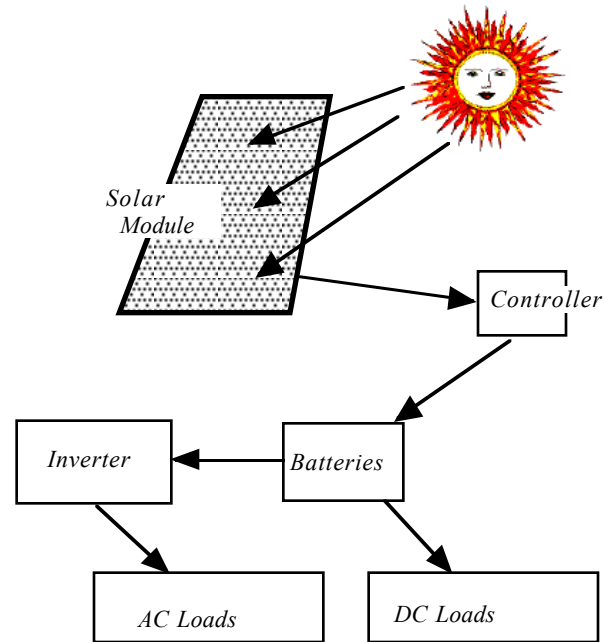 Solar
Module
Controller
Inverter
Batteries
AC Loads
DC Loads